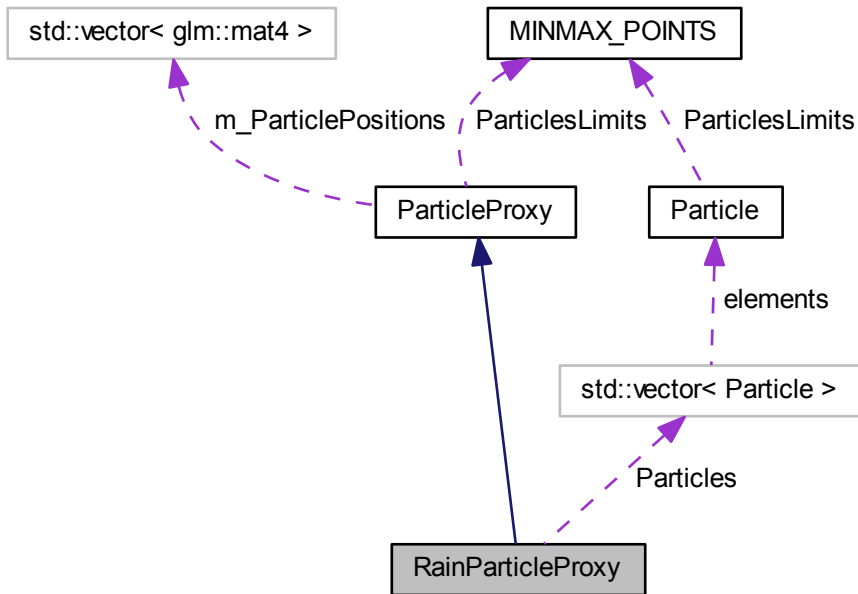 std::vector< glm::mat4 >
MINMAX_POINTS
m_ParticlePositions
ParticlesLimits
ParticlesLimits
ParticleProxy
Particle
elements
std::vector< Particle >
Particles
RainParticleProxy